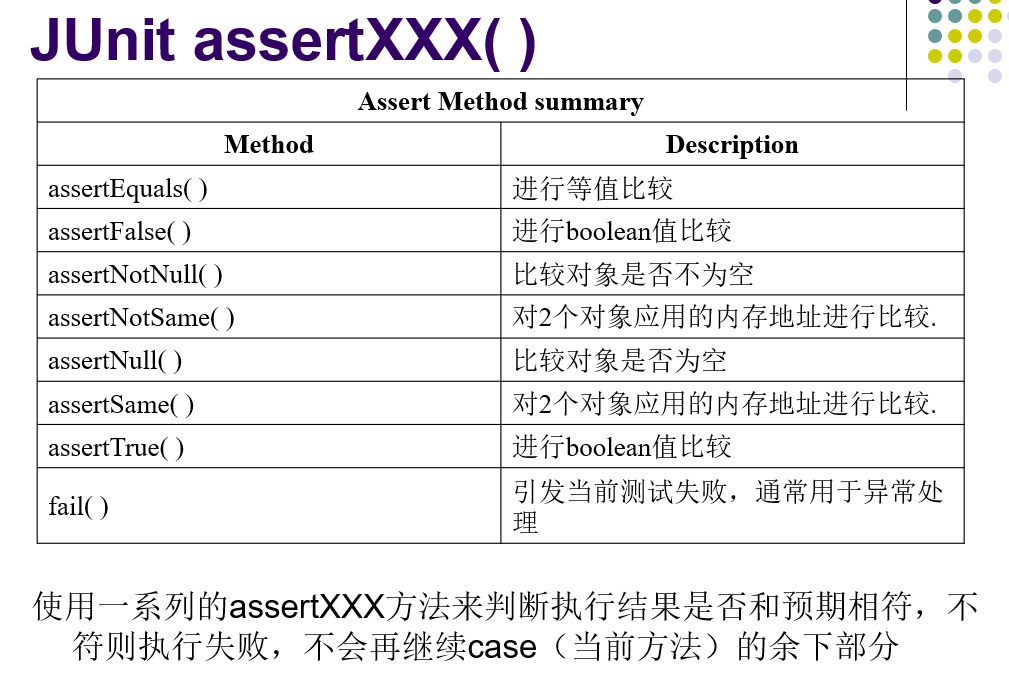 JUnit assertXXX( )
Assert Method summary
Method Description
assertEquals( ) 进行等值比较
assertFalse( ) 进行boolean值比较
assertNotNull( ) 比较对象是否不为空
assertNotSame( ) 对2个对象应用的内存地址进行比较.
assertNull( ) 比较对象是否为空
assertSame( ) 对2个对象应用的内存地址进行比较.
assertTrue( ) 进行boolean值比较
fail( ) 引发当前测试失败，通常用于异常处
理
使用一系列的assertXXX方法来判断执行结果是否和预期相符，不
符则执行失败，不会再继续case（当前方法）的余下部分